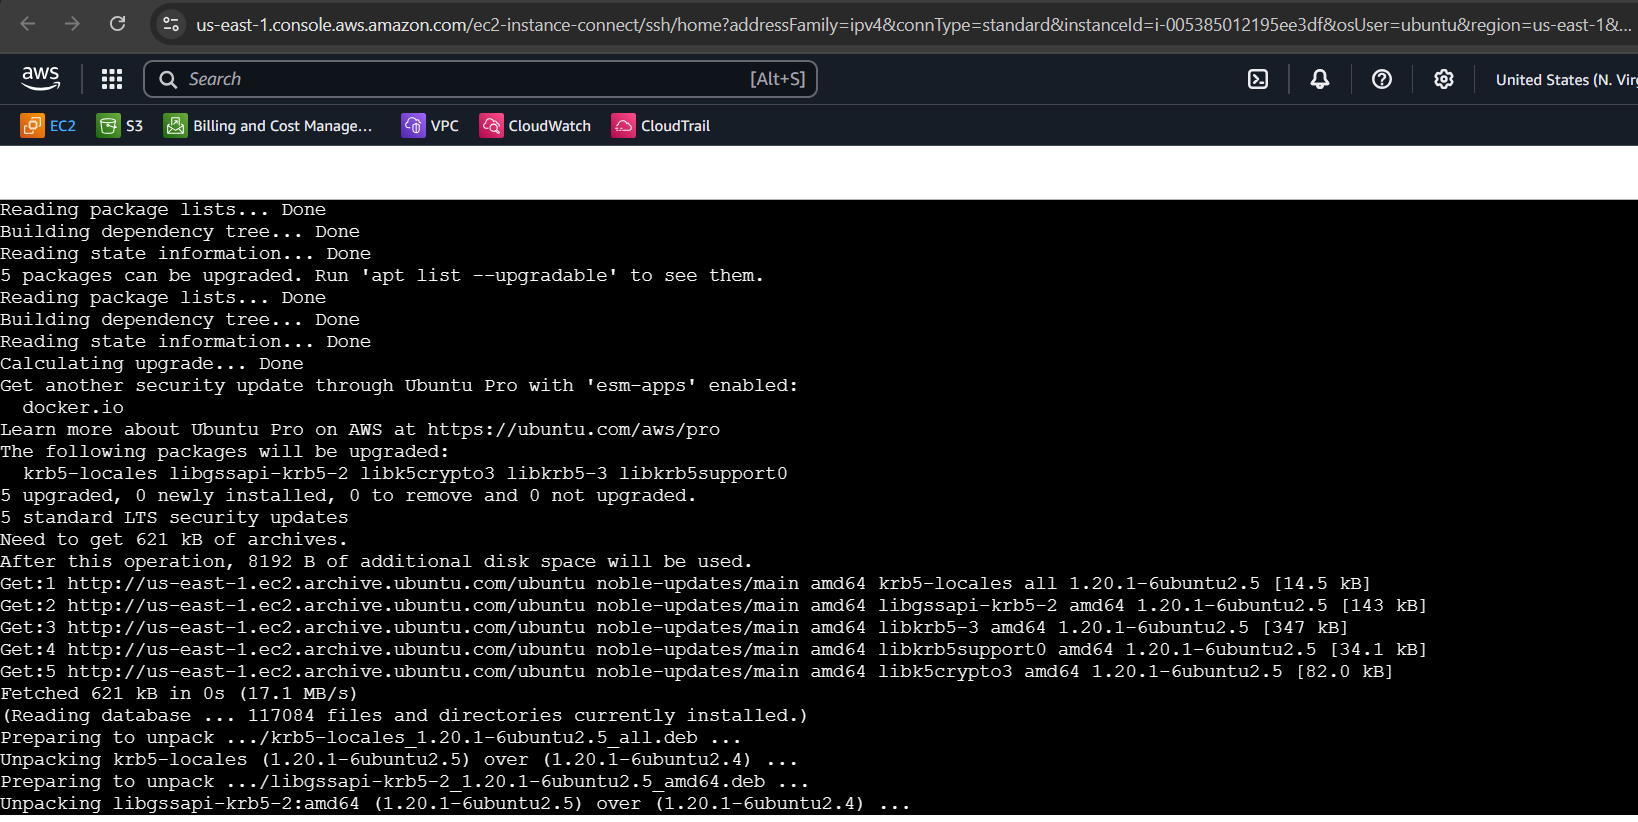 us-east-1.console.aws.amazon.com/ec2-instance-connect/ssh/home?addressFamily=ipv4&connType=standard&instanceId=i-005385012195ee3df&osUser=ubuntu&region=us-east-1&...
aws Search [Alt+S] United States (N. Vir
EC2 S3 Billing and Cost Manage... VPC CloudWatch CloudTrail
Reading package lists... Done
Building dependency tree... Done
Reading state information... Done
5 packages can be upgraded. Run 'apt list --upgradable' to see them.
Reading package lists... Done
Building dependency tree... Done
Reading state information... Done
Calculating upgrade... Done
Get another security update through Ubuntu Pro with 'esm-apps' enabled:
  docker.io
Learn more about Ubuntu Pro on AWS at https://ubuntu.com/aws/pro
The following packages will be upgraded:
  krb5-locales libgssapi-krb5-2 libk5crypto3 libkrb5-3 libkrb5support0
5 upgraded, 0 newly installed, 0 to remove and 0 not upgraded.
5 standard LTS security updates
Need to get 621 kB of archives.
After this operation, 8192 B of additional disk space will be used.
Get:1 http://us-east-1.ec2.archive.ubuntu.com/ubuntu noble-updates/main amd64 krb5-locales all 1.20.1-6ubuntu2.5 [14.5 kB]
Get:2 http://us-east-1.ec2.archive.ubuntu.com/ubuntu noble-updates/main amd64 libgssapi-krb5-2 amd64 1.20.1-6ubuntu2.5 [143 kB]
Get:3 http://us-east-1.ec2.archive.ubuntu.com/ubuntu noble-updates/main amd64 libkrb5-3 amd64 1.20.1-6ubuntu2.5 [347 kB]
Get:4 http://us-east-1.ec2.archive.ubuntu.com/ubuntu noble-updates/main amd64 libkrb5support0 amd64 1.20.1-6ubuntu2.5 [34.1 kB]
Get:5 http://us-east-1.ec2.archive.ubuntu.com/ubuntu noble-updates/main amd64 libk5crypto3 amd64 1.20.1-6ubuntu2.5 [82.0 kB]
Fetched 621 kB in 0s (17.1 MB/s)
(Reading database ... 117084 files and directories currently installed.)
Preparing to unpack .../krb5-locales_1.20.1-6ubuntu2.5_all.deb ...
Unpacking krb5-locales (1.20.1-6ubuntu2.5) over (1.20.1-6ubuntu2.4) ...
Preparing to unpack .../libgssapi-krb5-2_1.20.1-6ubuntu2.5_amd64.deb ...
Unpacking libgssapi-krb5-2:amd64 (1.20.1-6ubuntu2.5) over (1.20.1-6ubuntu2.4) ...